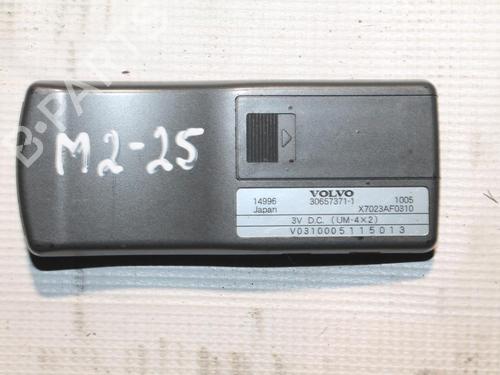 B-PARTS
M2-25
VOLVO
14996 30657371-1 1005
Japan X7023AF0310
3V D.C. (UM-4×2)
V0310005115013